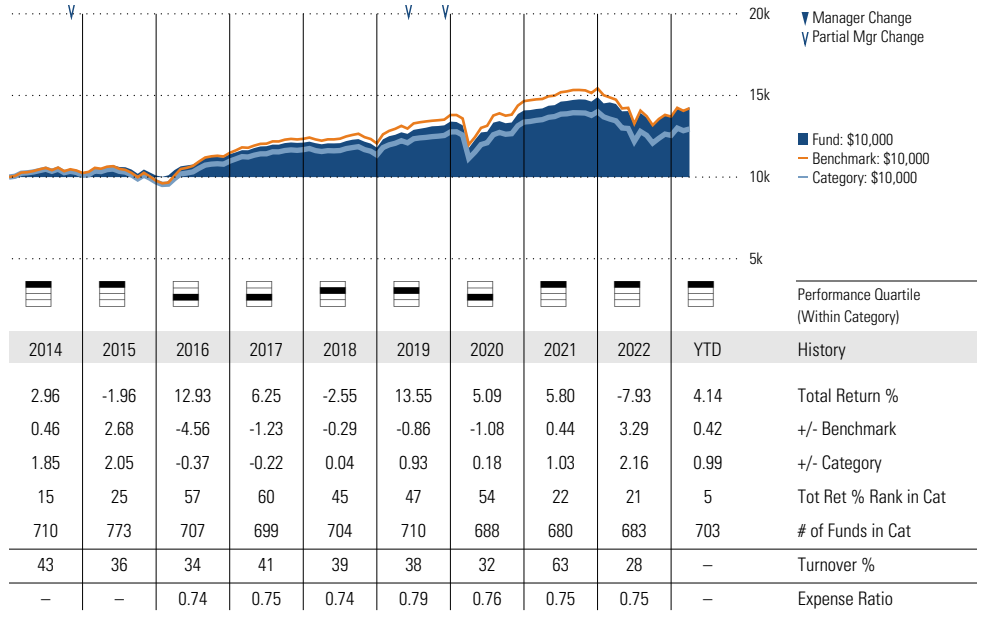 20k
Manager Change
Partial Mgr Change
15k
Fund: $10,000
Benchmark: $10,000
Category: $10,000
10k
5k
Performance Quartile
(Within Category)
2014 2015 2016 2017 2018 2019 2020 2021 2022 YTD History
2.96 -1.96 12.93 6.25 -2.55 13.55 5.09 5.80 -7.93 4.14 Total Return %
0.46 2.68 -4.56 -1.23 -0.29 -0.86 -1.08 0.44 3.29 0.42 +/- Benchmark
1.85 2.05 -0.37 -0.22 0.04 0.93 0.18 1.03 2.16 0.99 +/- Category
15 25 57 60 45 47 54 22 21 5 Tot Ret % Rank in Cat
710 773 707 699 704 710 688 680 683 703 # of Funds in Cat
43 36 34 41 39 38 32 63 28 – Turnover %
– – 0.74 0.75 0.74 0.79 0.76 0.75 0.75 – Expense Ratio